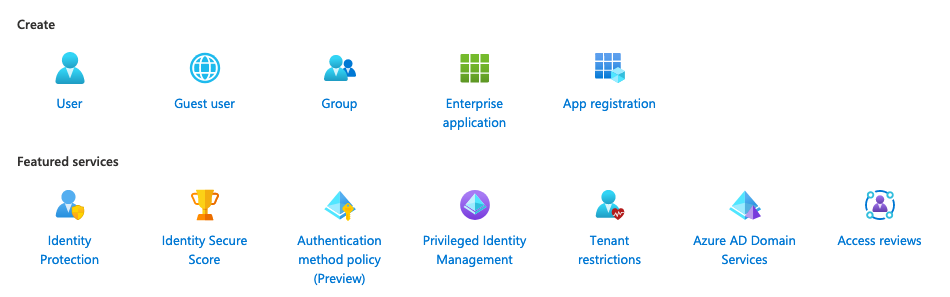 Create
User
Guest user
Group
Enterprise
application
App registration
Featured services
Identity
Protection
Identity Secure
Score
Authentication
method policy
(Preview)
Privileged Identity
Management
Tenant
restrictions
Azure AD Domain
Services
Access reviews